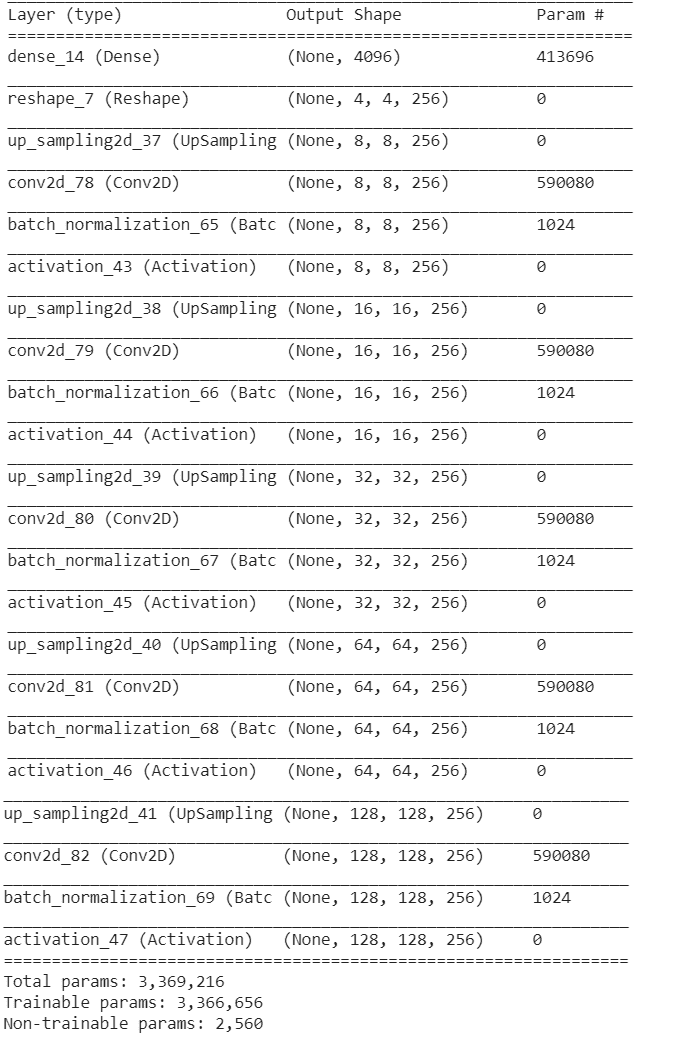 Layer (type) Output Shape Param #
dense_14 (Dense) (None, 4096) 413696
reshape_7 (Reshape) (None, 4, 4, 256) 0
up_sampling2d_37 (UpSampling (None, 8, 8, 256) 0
conv2d_78 (Conv2D) (None, 8, 8, 256) 590080
batch_normalization_65 (Batc (None, 8, 8, 256) 1024
activation_43 (Activation) (None, 8, 8, 256) 0
up_sampling2d_38 (UpSampling (None, 16, 16, 256) 0
conv2d_79 (Conv2D) (None, 16, 16, 256) 590080
batch_normalization_66 (Batc (None, 16, 16, 256) 1024
activation_44 (Activation) (None, 16, 16, 256) 0
up_sampling2d_39 (UpSampling (None, 32, 32, 256) 0
conv2d_80 (Conv2D) (None, 32, 32, 256) 590080
batch_normalization_67 (Batc (None, 32, 32, 256) 1024
activation_45 (Activation) (None, 32, 32, 256) 0
up_sampling2d_40 (UpSampling (None, 64, 64, 256) 0
conv2d_81 (Conv2D) (None, 64, 64, 256) 590080
batch_normalization_68 (Batc (None, 64, 64, 256) 1024
activation_46 (Activation) (None, 64, 64, 256) 0
up_sampling2d_41 (UpSampling (None, 128, 128, 256) 0
conv2d_82 (Conv2D) (None, 128, 128, 256) 590080
batch_normalization_69 (Batc (None, 128, 128, 256) 1024
activation_47 (Activation) (None, 128, 128, 256) 0
Total params: 3,369,216
Trainable params: 3,366,656
Non-trainable params: 2,560